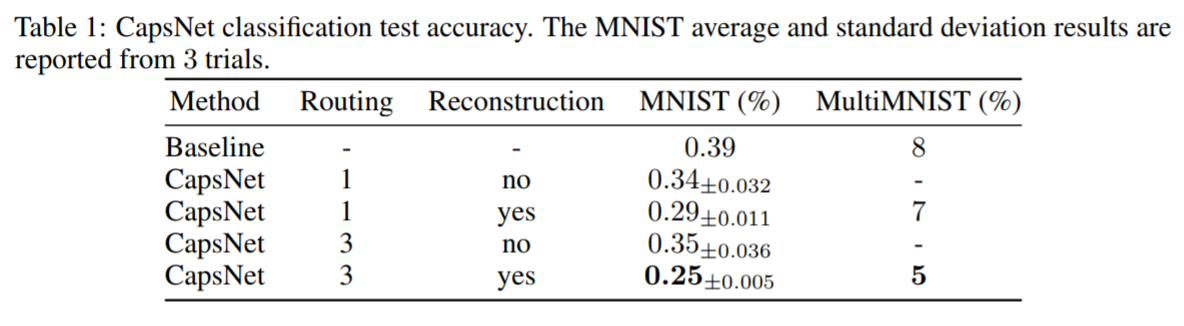 Table 1: CapsNet classification test accuracy. The MNIST average and standard deviation results are
reported from 3 trials.
Method Routing Reconstruction MNIST (%) MultiMNIST (%)
Baseline - - 0.39 8
CapsNet 1 no 0.34±0.032 -
CapsNet 1 yes 0.29±0.011 7
CapsNet 3 no 0.35±0.036 -
CapsNet 3 yes 0.25±0.005 5